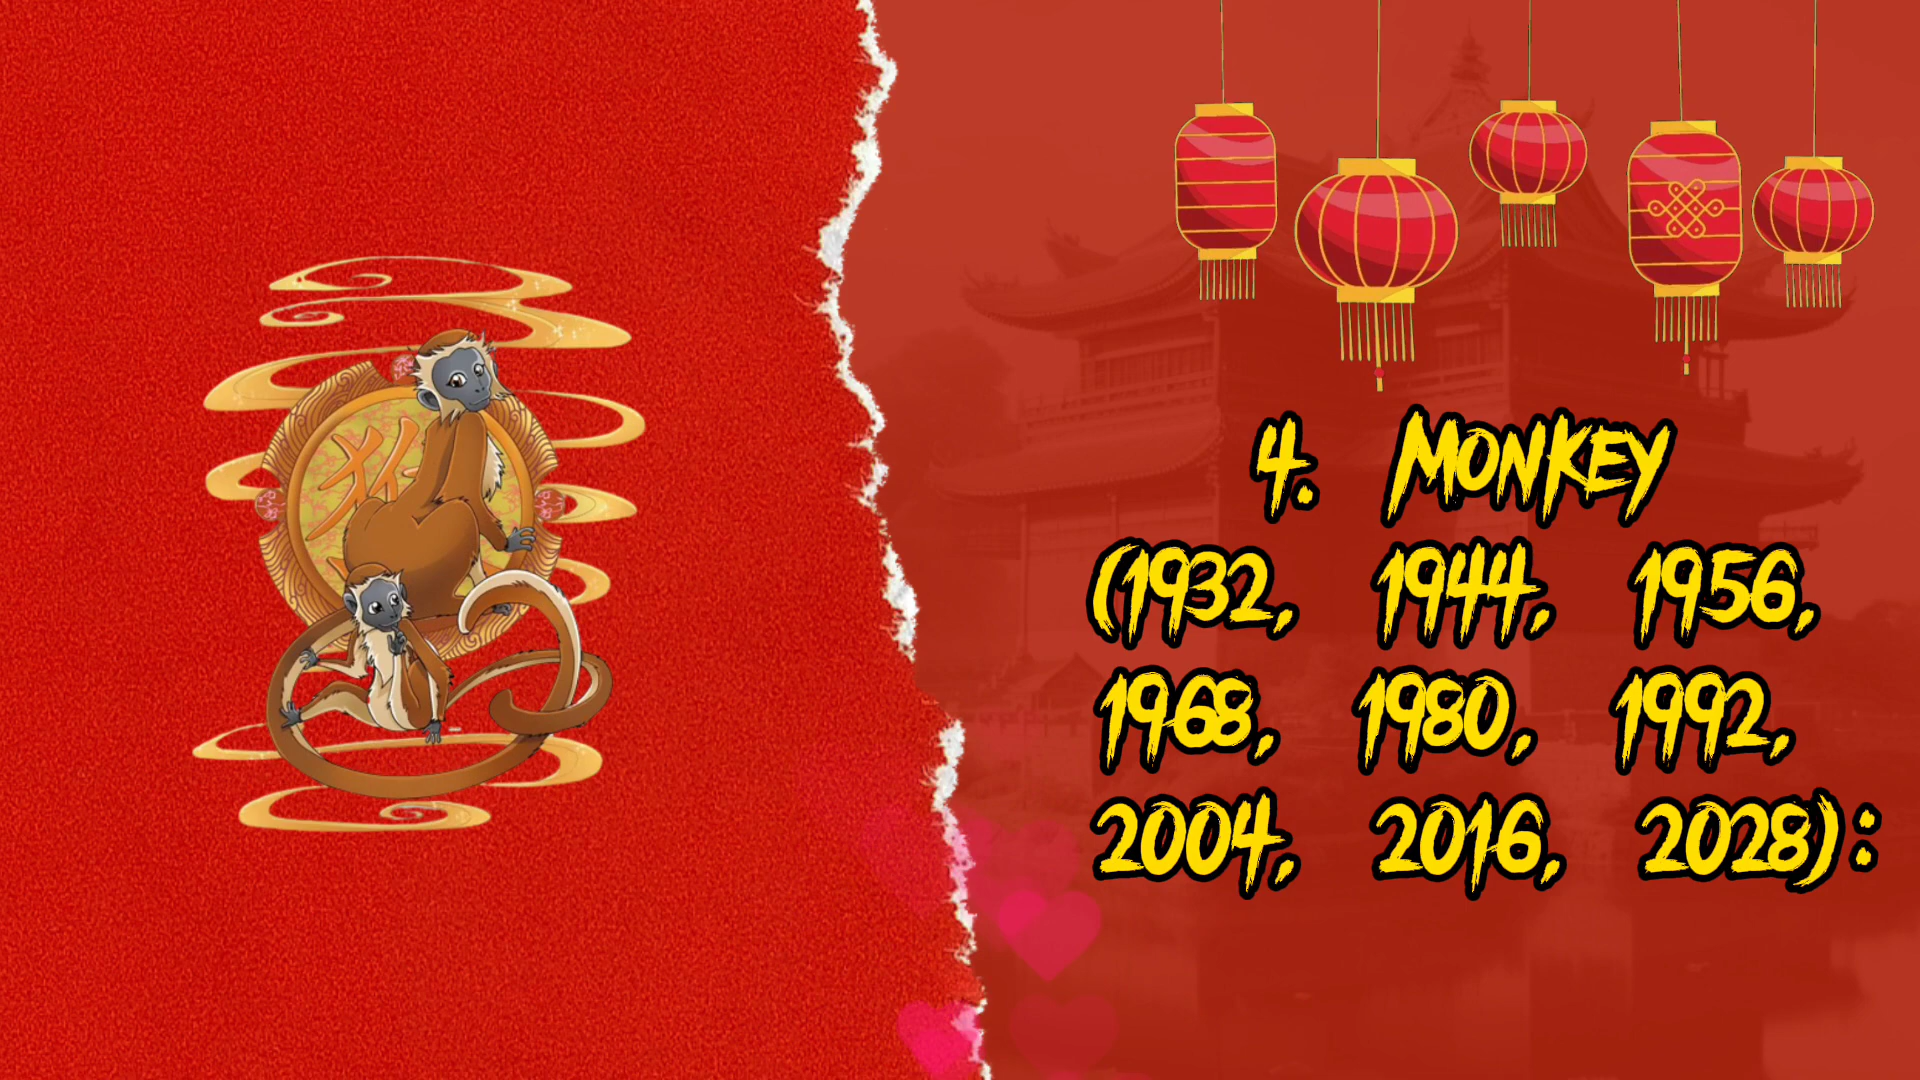 4. MONKEY
(1932, 1944, 1956,
1968, 1980, 1992,
2004, 2016, 2028):